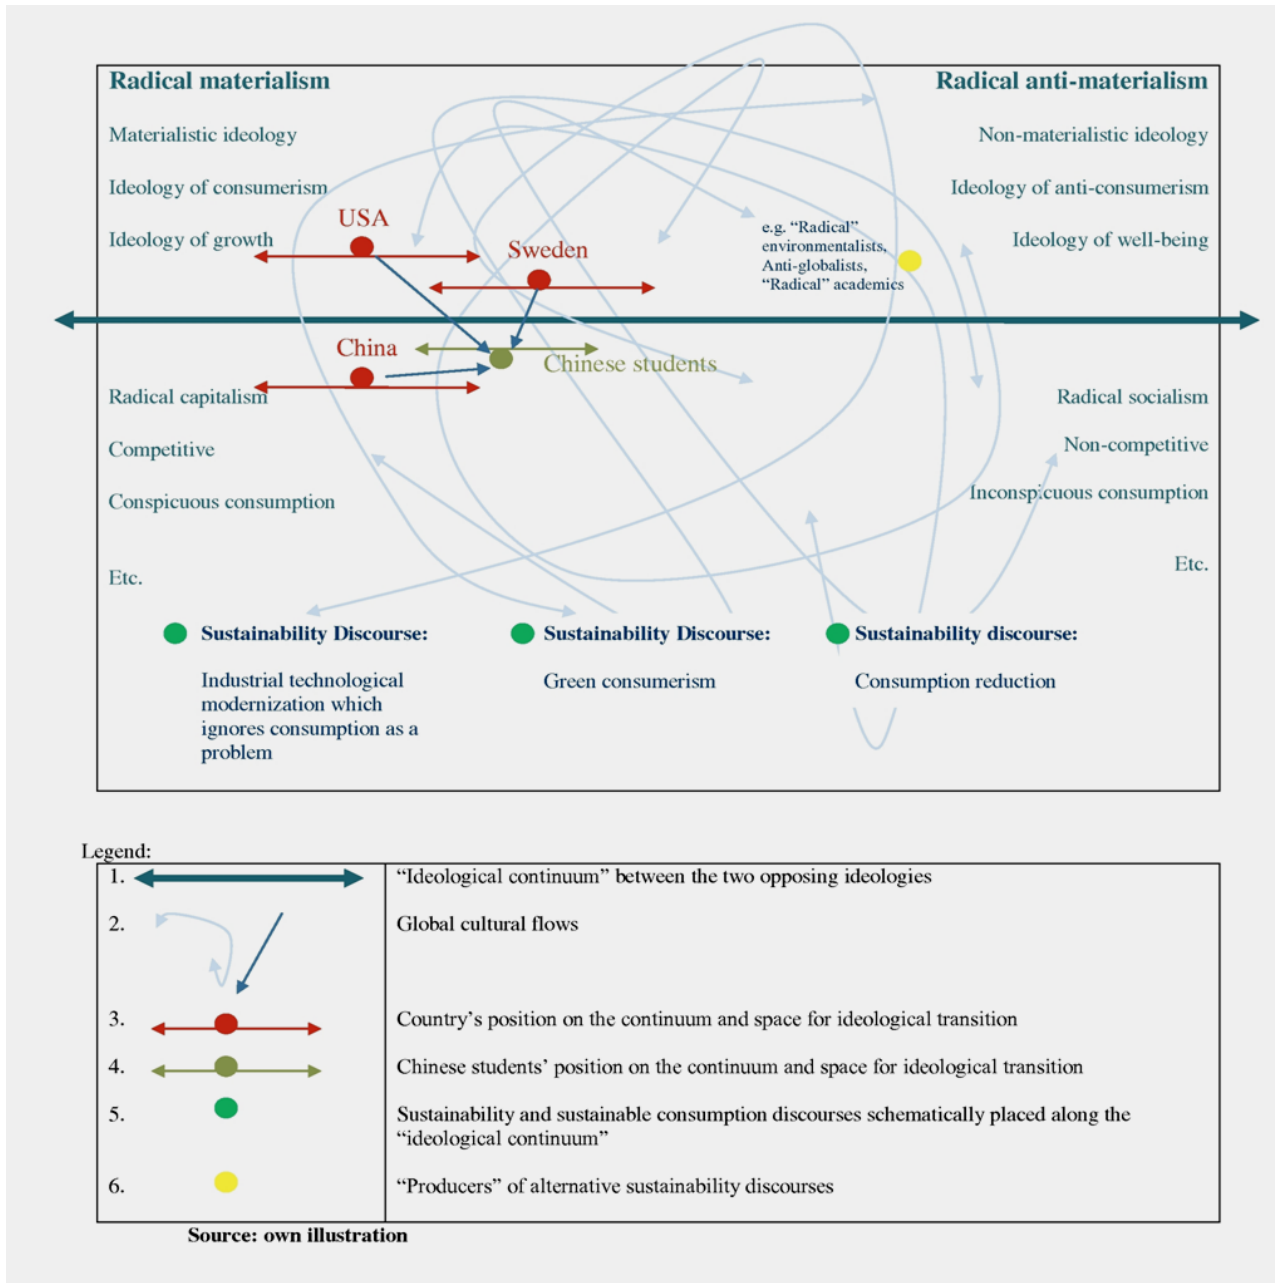 Radical materialism
Radical anti-materialism
Materialistic ideology
Non-materialistic ideology
Ideology of consumerism
Ideology of anti-consumerism
USA
Ideology of growth
Sweden
e.g. “Radical”
environmentalists,
Anti-globalists,
“Radical” academics
Ideology of well-being
China
Chinese students
Radical capitalism
Radical socialism
Competitive
Non-competitive
Conspicuous consumption
Inconspicuous consumption
Etc.
Etc.
Sustainability Discourse:
Industrial technological
modernization which
ignores consumption as a
problem
Sustainability Discourse:
Green consumerism
Sustainability discourse:
Consumption reduction
Legend:
1. “Ideological continuum” between the two opposing ideologies
2. Global cultural flows
3. Country’s position on the continuum and space for ideological transition
4. Chinese students’ position on the continuum and space for ideological transition
5. Sustainability and sustainable consumption discourses schematically placed along the
“ideological continuum”
6. “Producers” of alternative sustainability discourses
Source: own illustration